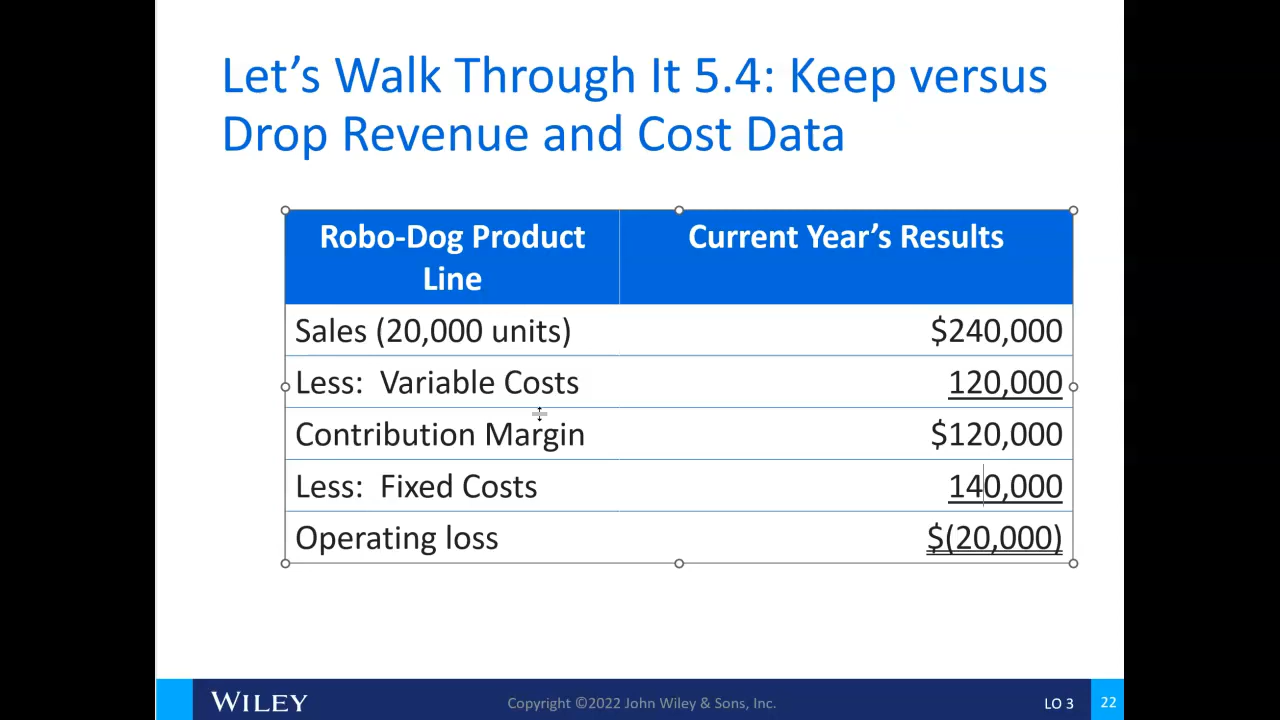 Let’s Walk Through It 5.4: Keep versus
Drop Revenue and Cost Data
Robo-Dog Product
Line
Current Year’s Results
Sales (20,000 units) $240,000
Less: Variable Costs 120,000
Contribution Margin $120,000
Less: Fixed Costs 140,000
Operating loss $(20,000)
WILEY
Copyright ©2022 John Wiley & Sons, Inc.
LO 3
22